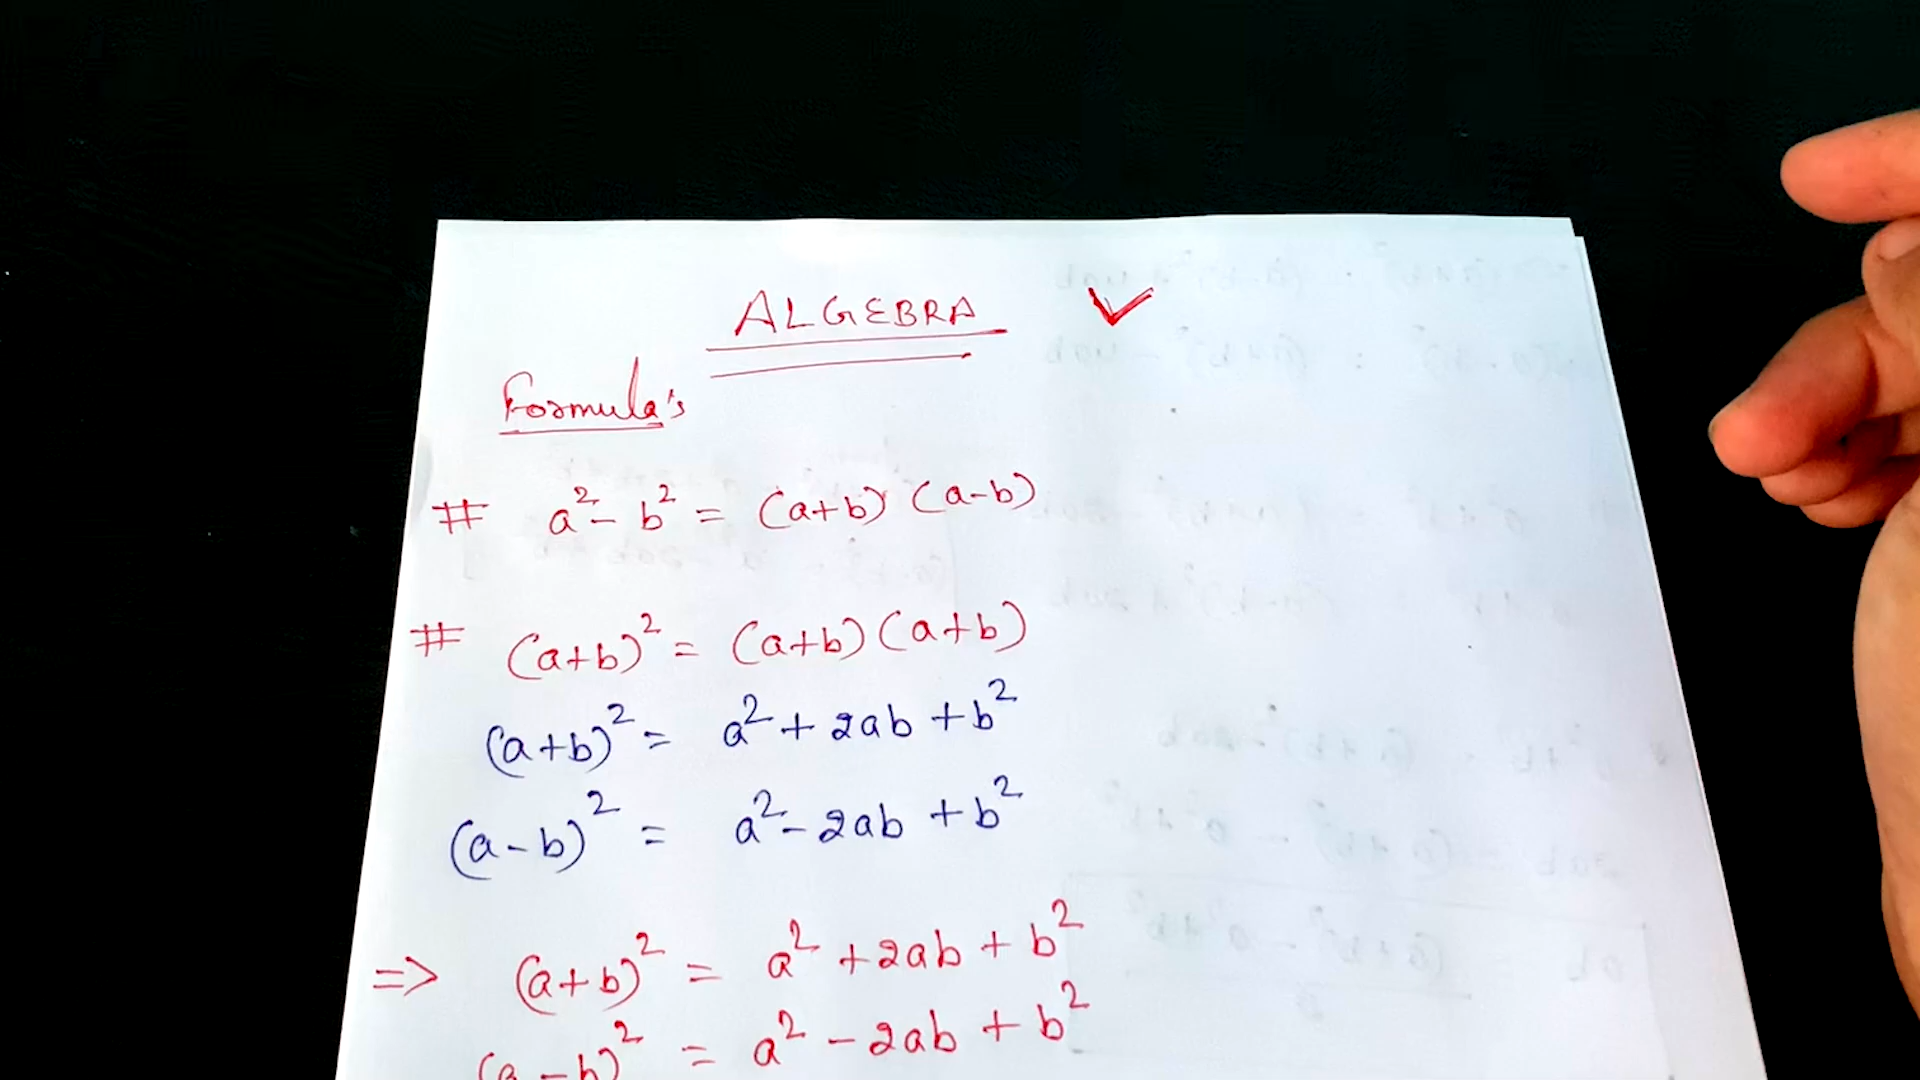 ALGEBRA ✓
Formula's
# a² - b² = (a+b) (a-b)
# (a+b)² = (a+b) (a+b)
(a+b)² = a² + 2ab + b²
(a-b)² = a² - 2ab + b²
=> (a+b)² = a² + 2ab + b²
(a-b)² = a² - 2ab + b²